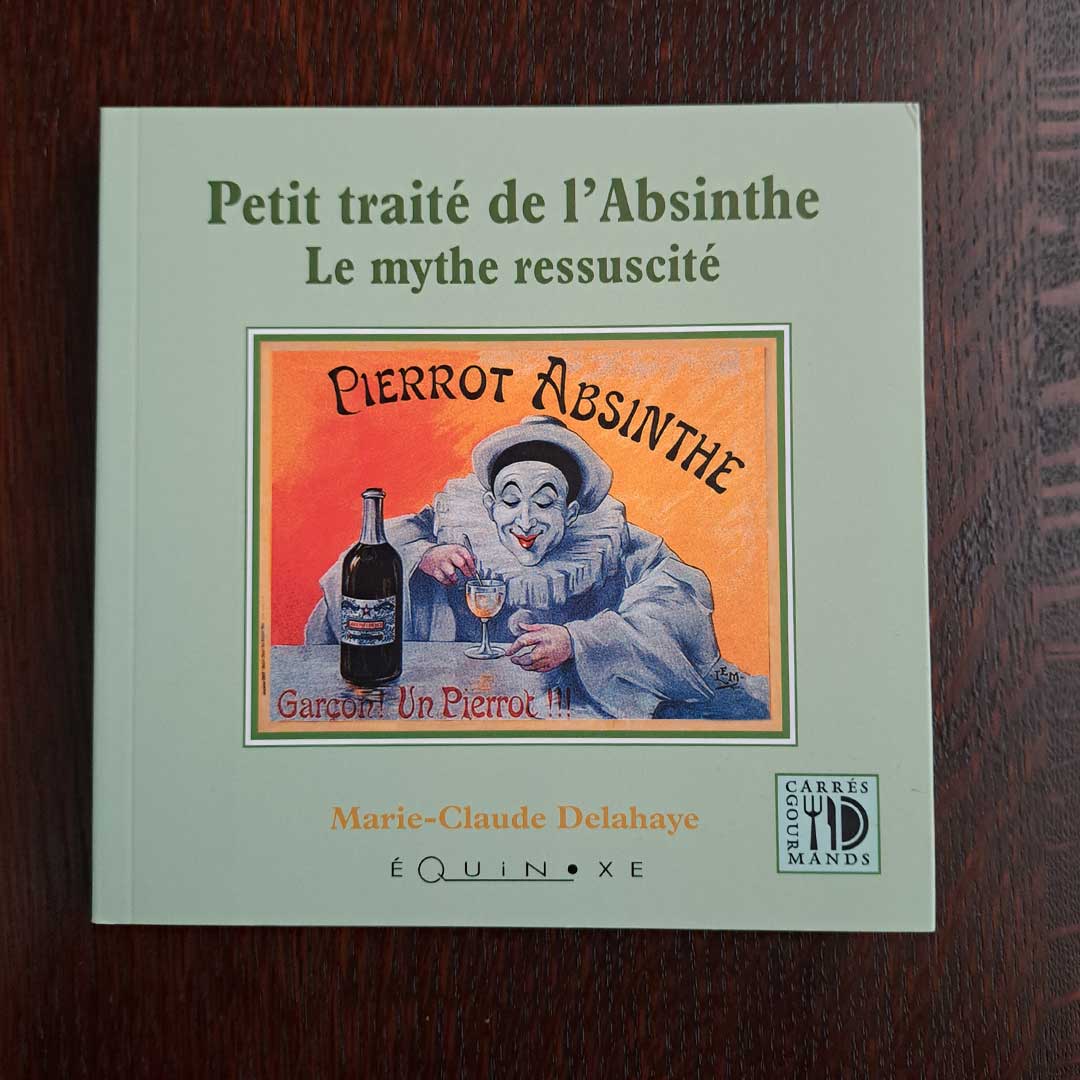 Petit traité de l'Absinthe
Le mythe ressuscité
PIERROT ABSINTHE
Garçon! Un Pierrot !!!
Marie-Claude Delahaye
ÉQUiNOXE
CARRÉS
GOUR
MANDS